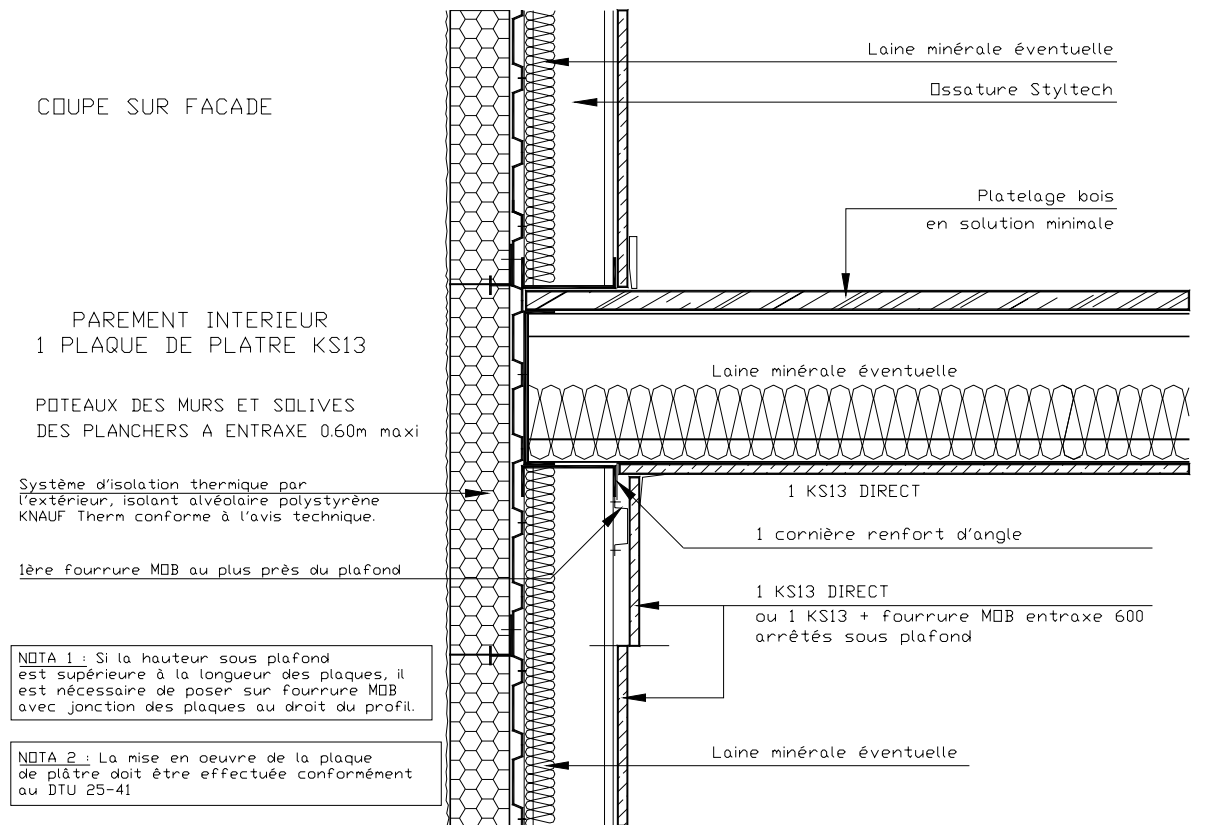 COUPE SUR FACADE
PAREMENT INTERIEUR
1 PLAQUE DE PLATRE KS13
POTEAUX DES MURS ET SOLIVES
DES PLANCHERS A ENTRAXE 0.60m maxi
Système d'isolation thermique par
l'extérieur, isolant alvéolaire polystyrène
KNAUF Therm conforme à l'avis technique.
1ère fourrure MOB au plus près du plafond
NOTA 1 : Si la hauteur sous plafond
est supérieure à la longueur des plaques, il
est nécessaire de poser sur fourrure MOB
avec jonction des plaques au droit du profil.
NOTA 2 : La mise en oeuvre de la plaque
de plâtre doit être effectuée conformément
au DTU 25-41
Laine minérale éventuelle
Ossature Styltech
Platelage bois
en solution minimale
Laine minérale éventuelle
1 KS13 DIRECT
1 cornière renfort d'angle
1 KS13 DIRECT
ou 1 KS13 + fourrure MOB entraxe 600
arrêtés sous plafond
Laine minérale éventuelle